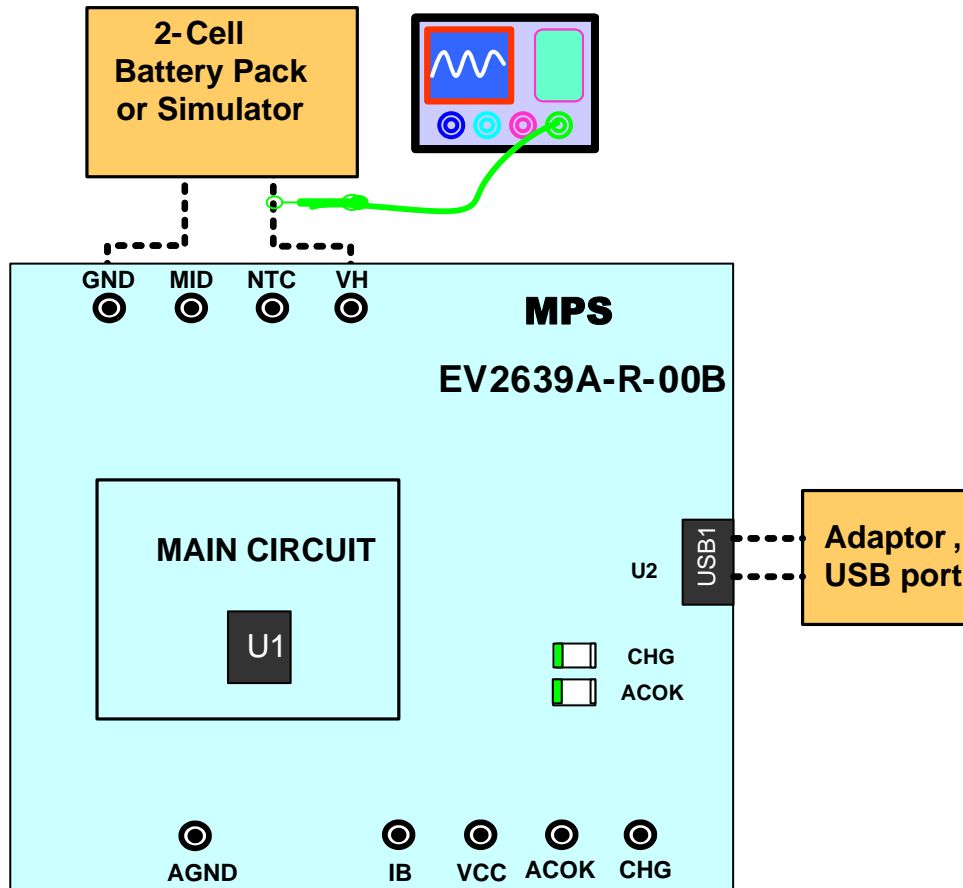 2-Cell
Battery Pack
or Simulator
GND MID NTC VH
MPS
EV2639A-R-00B
MAIN CIRCUIT
U1
U2
USB1
Adaptor ,
USB port
CHG
ACOK
AGND IB VCC ACOK CHG